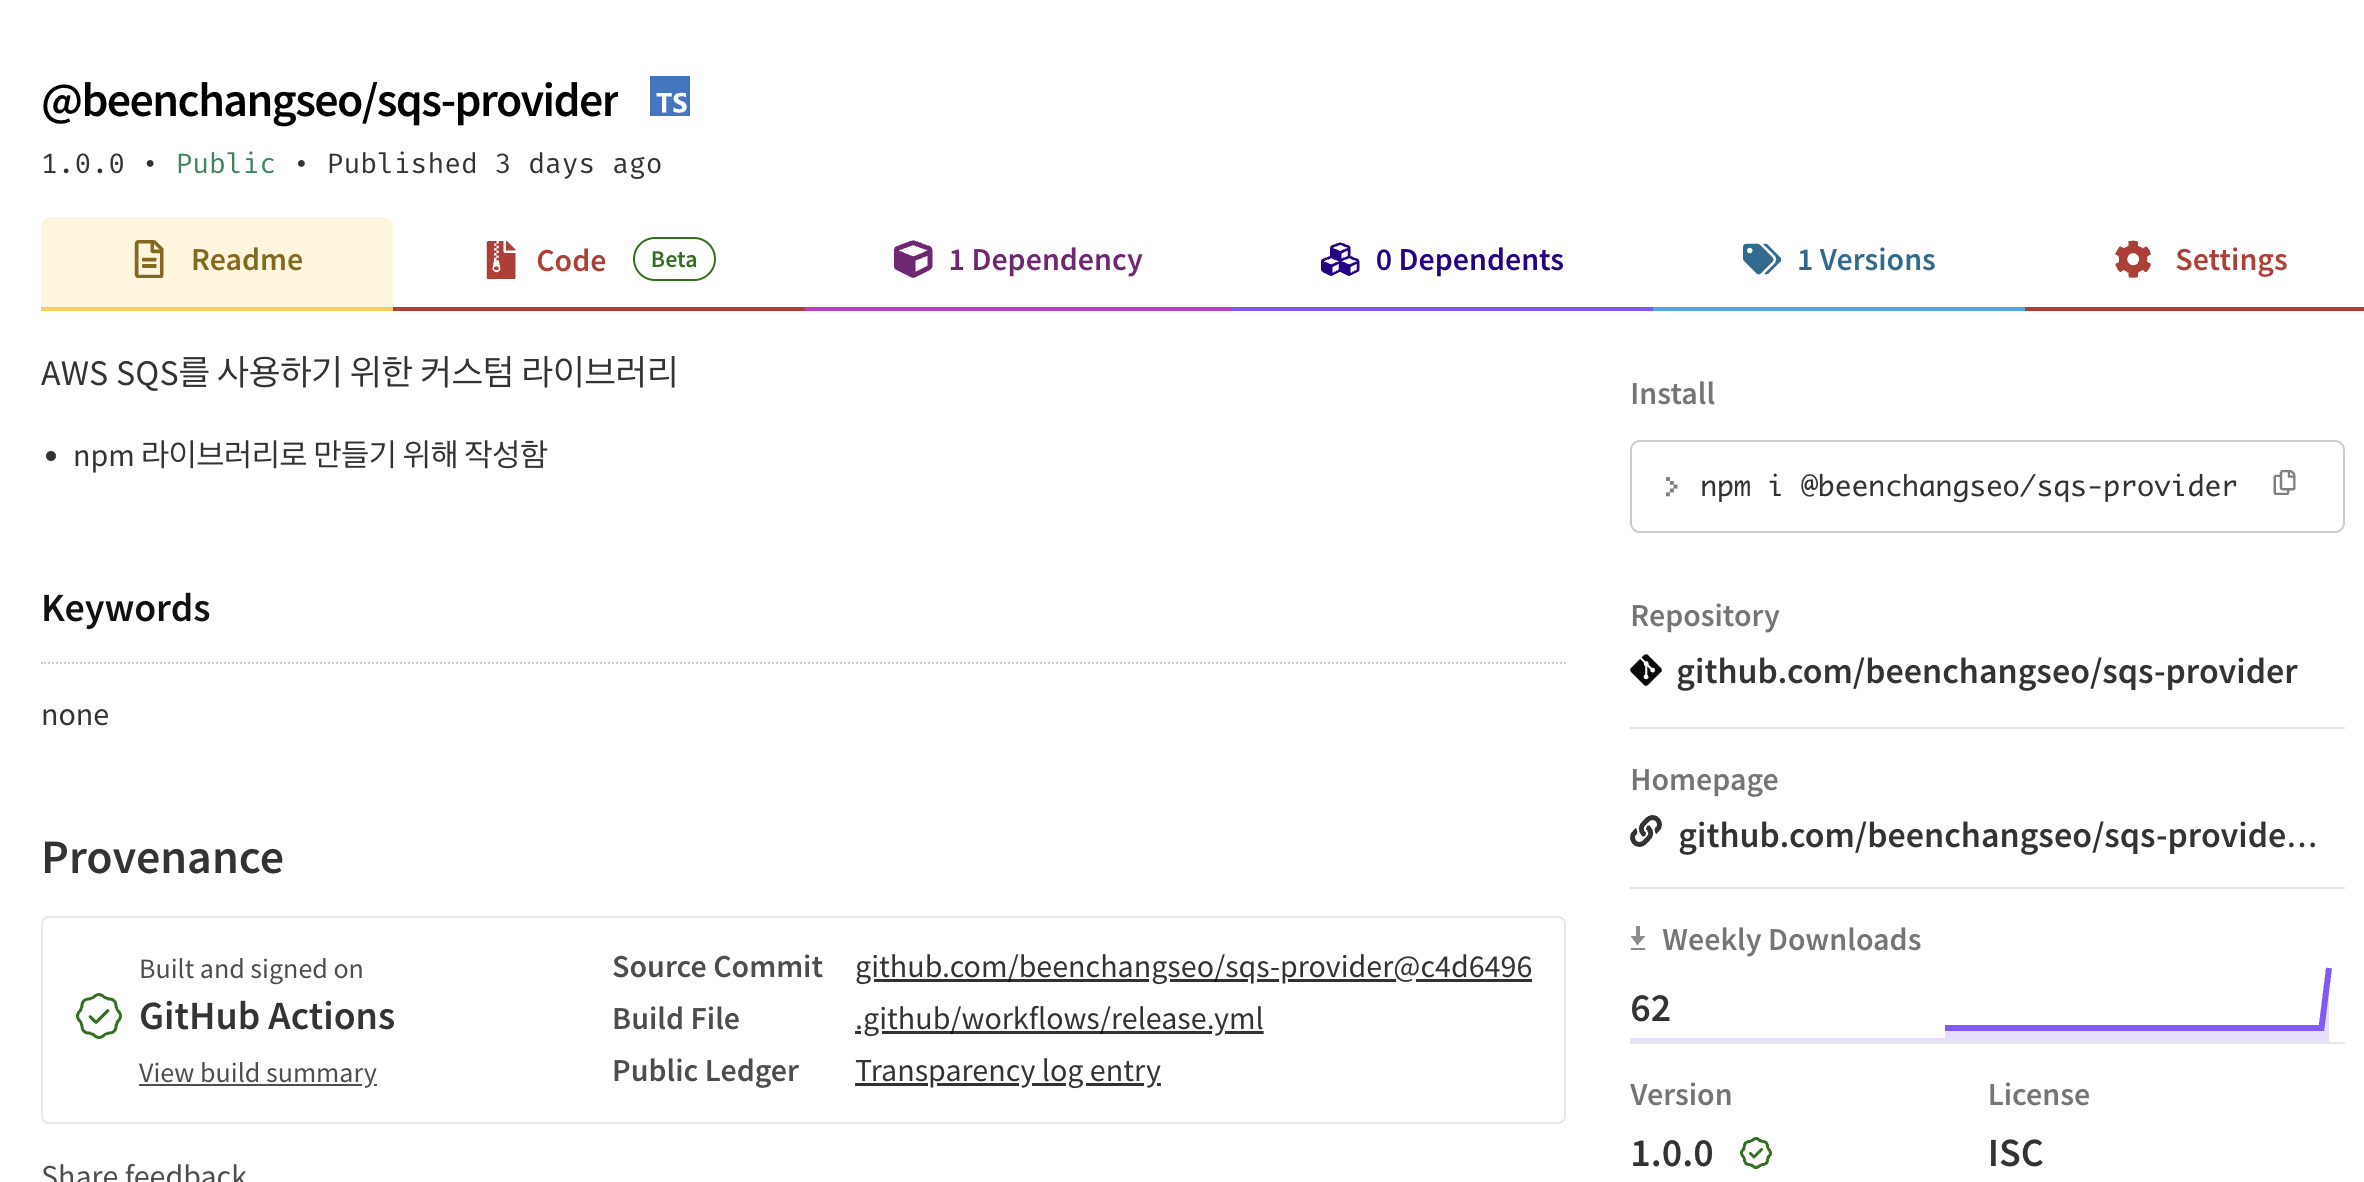 @beenchangseo/sqs-provider TS
1.0.0 • Public • Published 3 days ago
Readme
Code Beta
1 Dependency
0 Dependents
1 Versions
Settings
AWS SQS를 사용하기 위한 커스텀 라이브러리
• npm 라이브러리로 만들기 위해 작성함
Keywords
none
Provenance
Built and signed on
GitHub Actions
View build summary
Source Commit github.com/beenchangseo/sqs-provider@c4d6496
Build File .github/workflows/release.yml
Public Ledger Transparency log entry
Share feedback
Install
> npm i @beenchangseo/sqs-provider
Repository
github.com/beenchangseo/sqs-provider
Homepage
github.com/beenchangseo/sqs-provide...
Weekly Downloads
62
Version License
1.0.0 ISC